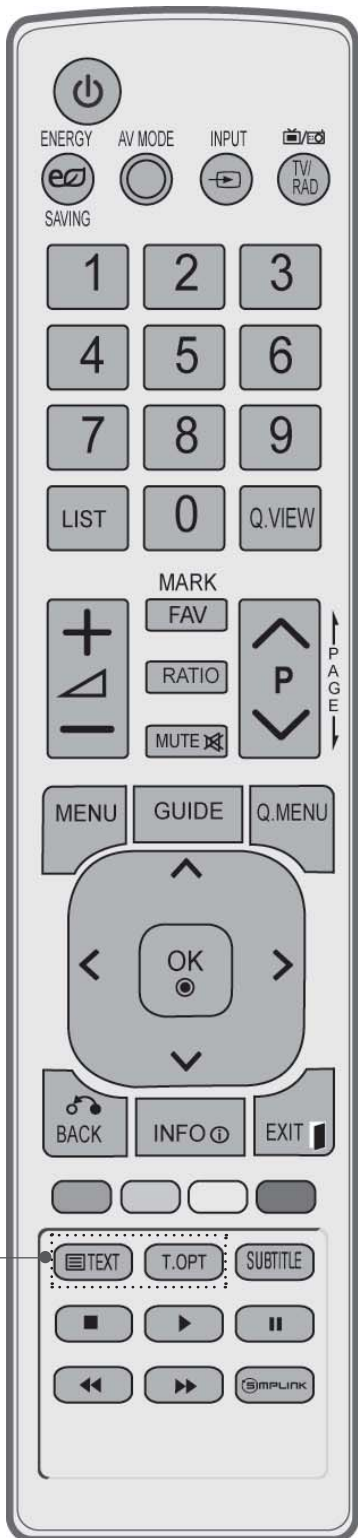 ENERGY AV MODE INPUT
TV/
RAD
SAVING
1 2 3
4 5 6
7 8 9
LIST 0 Q.VIEW
MARK
FAV
RATIO
MUTE
P
PAGE
MENU GUIDE Q.MENU
OK
BACK INFO EXIT
TEXT T.OPT SUBTITLE
SIMPLINK